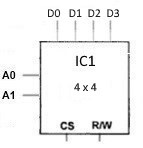 D0 D1 D2 D3
IC1
A0
4 x 4
A1
CS R/W